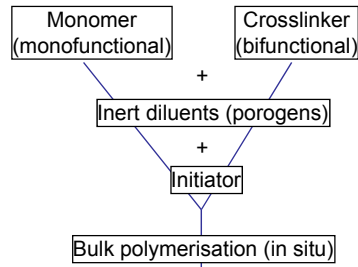 Monomer
(monofunctional)
Crosslinker
(bifunctional)
+
Inert diluents (porogens)
+
Initiator
Bulk polymerisation (in situ)